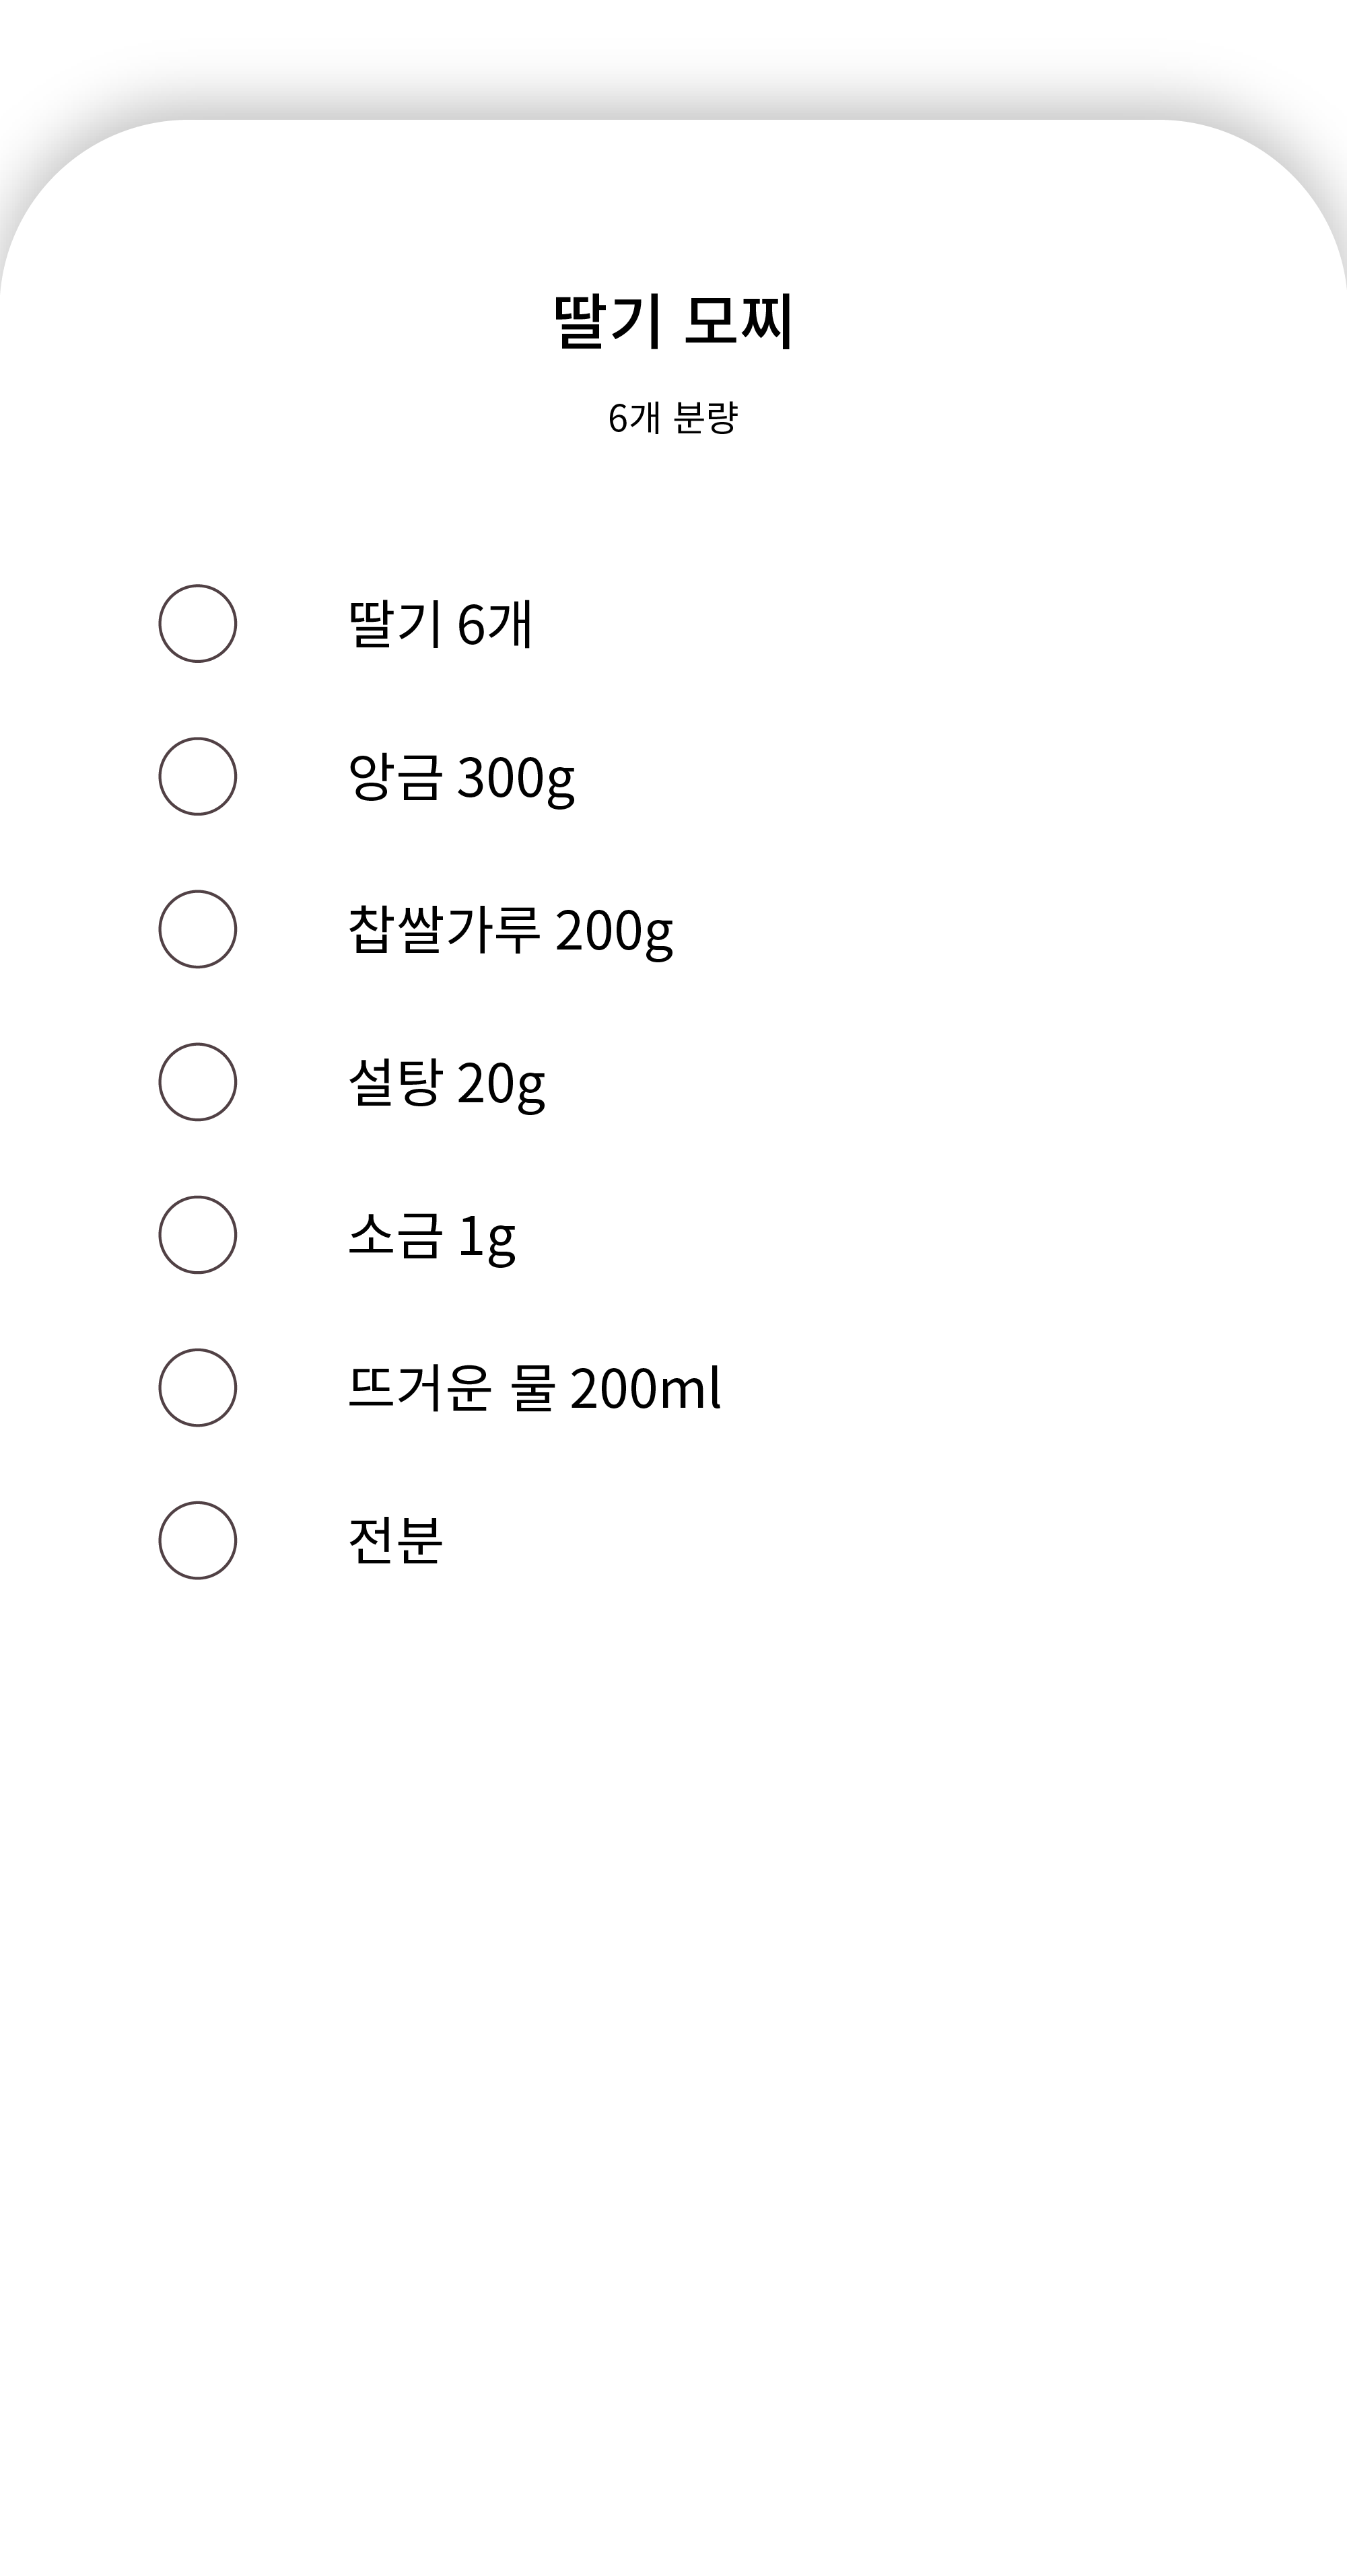 딸기 모찌
6개 분량
딸기 6개
앙금 300g
찹쌀가루 200g
설탕 20g
소금 1g
뜨거운 물 200ml
전분